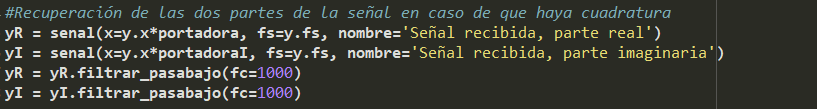 #Recuperación de las dos partes de la señal en caso de que haya cuadratura
yR = senal(x=y.x*portadora, fs=y.fs, nombre='Señal recibida, parte real')
yI = senal(x=y.x*portadoraI, fs=y.fs, nombre='Señal recibida, parte imaginaria')
yR = yR.filtrar_pasabajo(fc=1000)
yI = yI.filtrar_pasabajo(fc=1000)